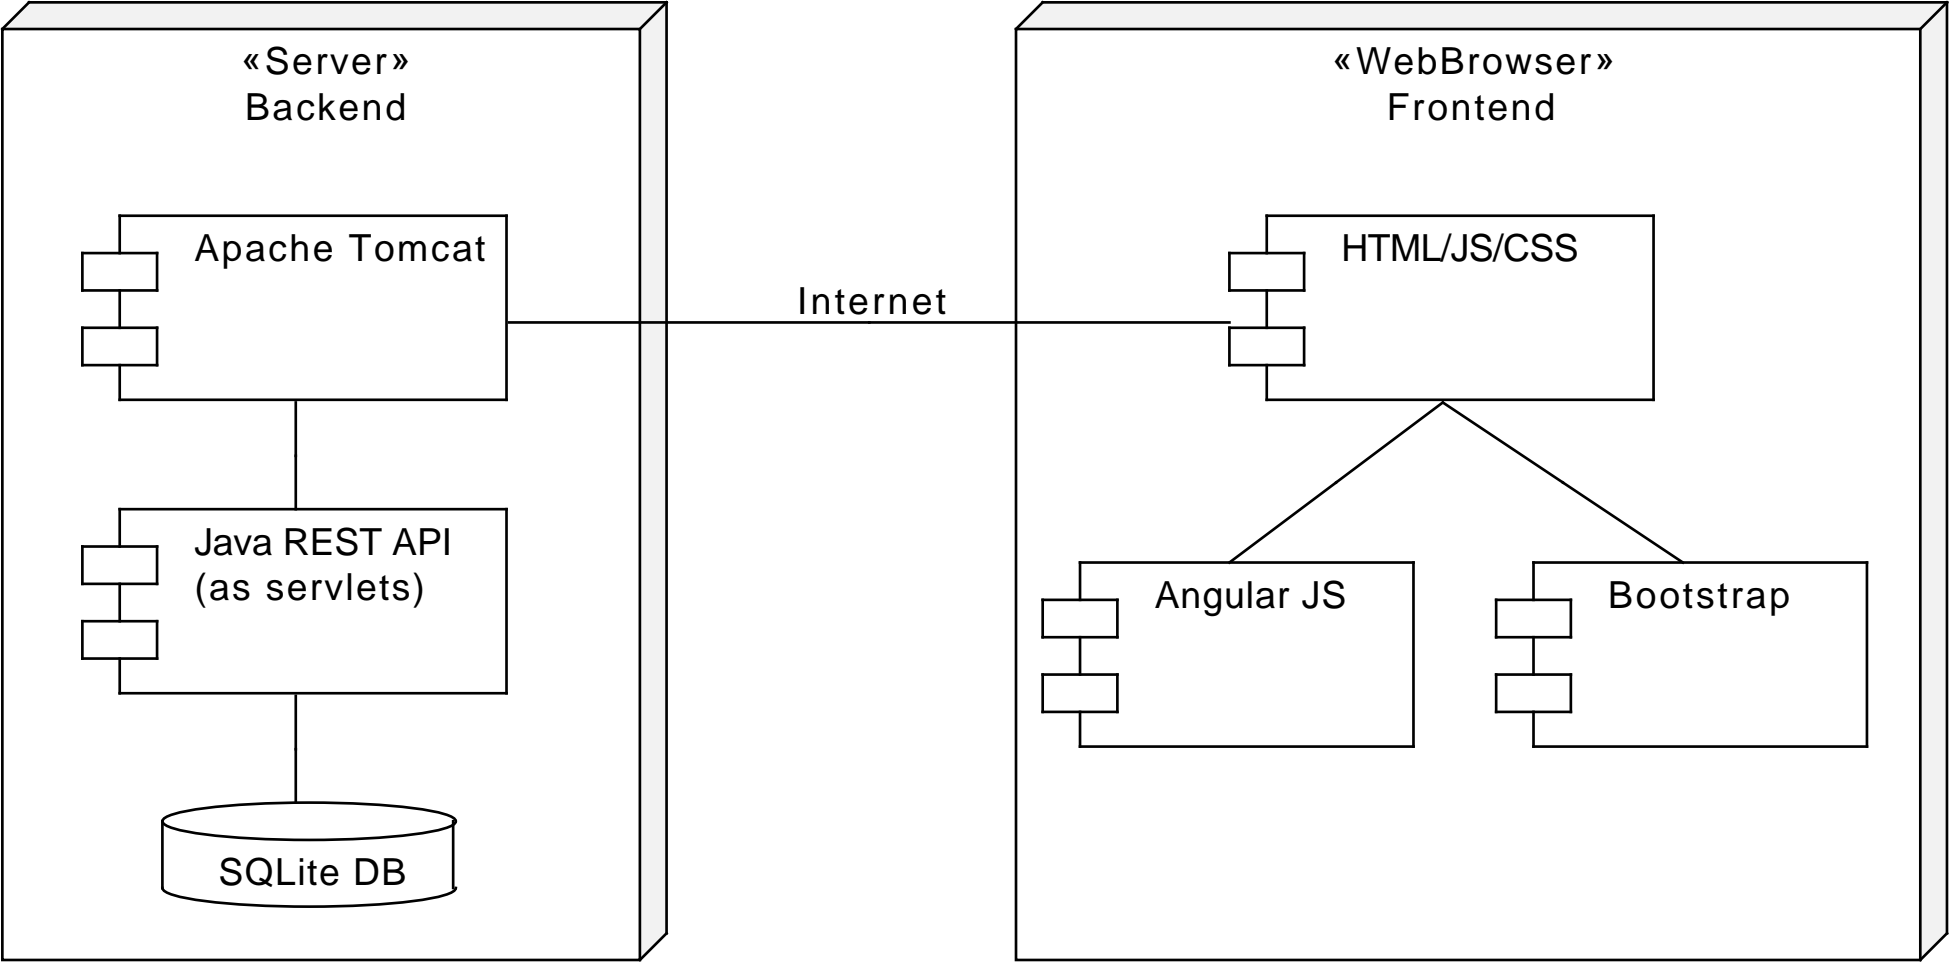 «Server»
Backend
Apache Tomcat
Java REST API
(as servlets)
SQLite DB
Internet
«WebBrowser»
Frontend
HTML/JS/CSS
Angular JS
Bootstrap